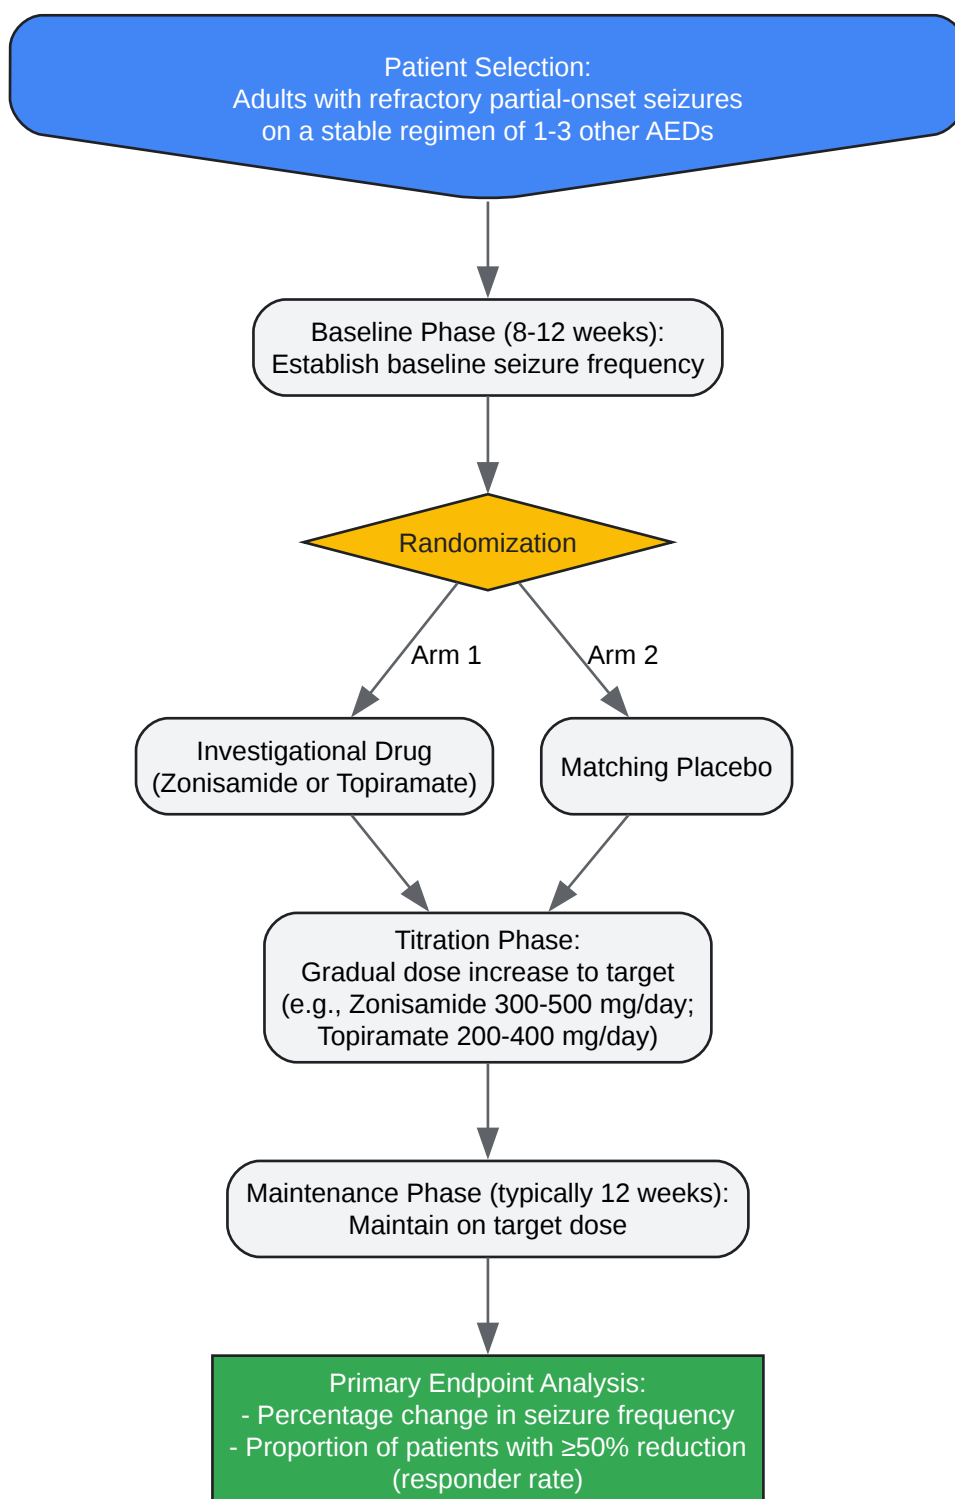 Patient Selection:
Adults with refractory partial-onset seizures
on a stable regimen of 1-3 other AEDs
Baseline Phase (8-12 weeks):
Establish baseline seizure frequency
Randomization
Arm 1
Arm 2
Investigational Drug
(Zonisamide or Topiramate)
Matching Placebo
Titration Phase:
Gradual dose increase to target
(e.g., Zonisamide 300-500 mg/day;
Topiramate 200-400 mg/day)
Maintenance Phase (typically 12 weeks):
Maintain on target dose
Primary Endpoint Analysis:
- Percentage change in seizure frequency
- Proportion of patients with ≥50% reduction
(responder rate)